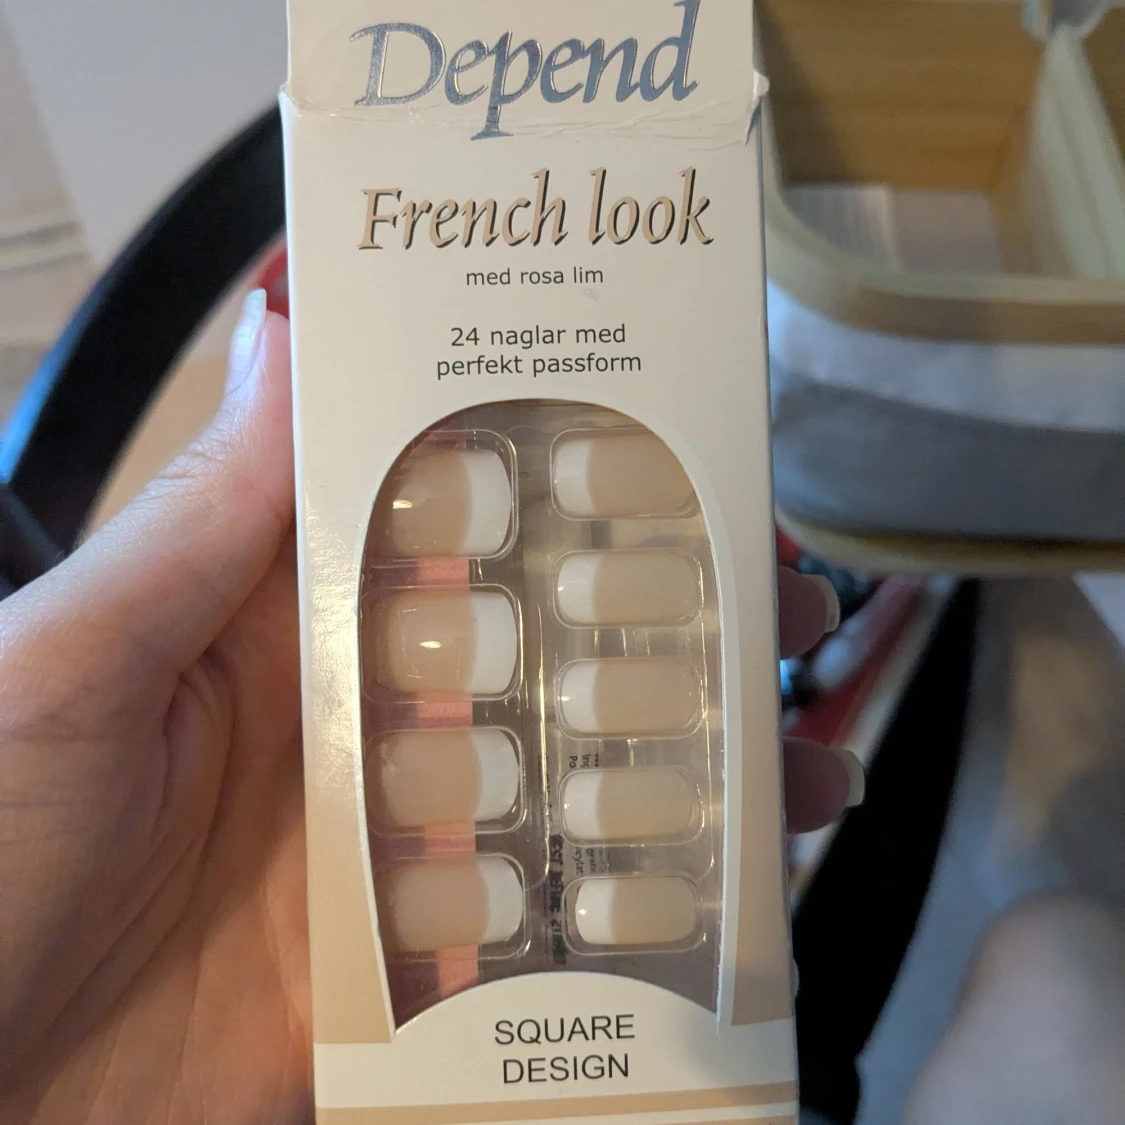 Depend
French look
med rosa lim
24 naglar med
perfekt passform
SQUARE
DESIGN